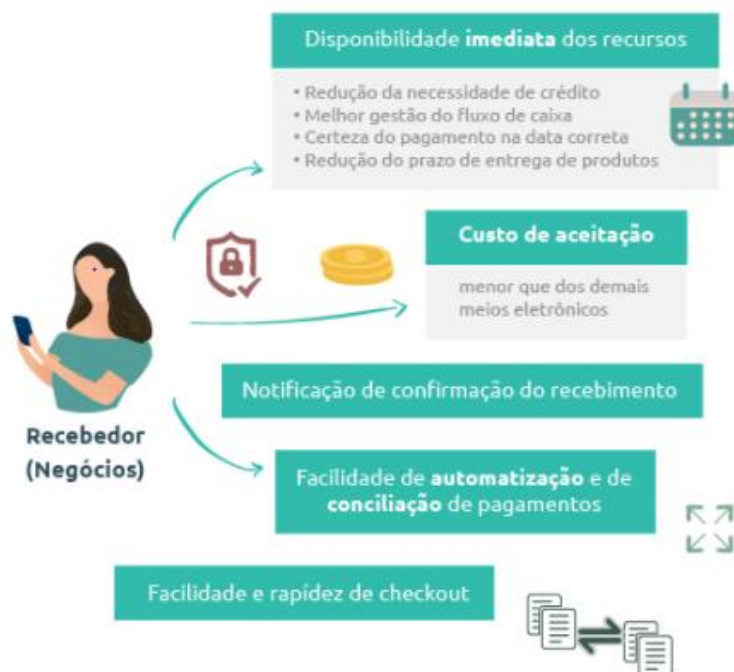 Disponibilidade imediata dos recursos
• Redução da necessidade de crédito
• Melhor gestão do fluxo de caixa
• Certeza do pagamento na data correta
• Redução do prazo de entrega de produtos
Custo de aceitação
menor que dos demais
meios eletrônicos
Notificação de confirmação do recebimento
Recebedor
(Negócios)
Facilidade de automatização e de
conciliação de pagamentos
Facilidade e rapidez de checkout